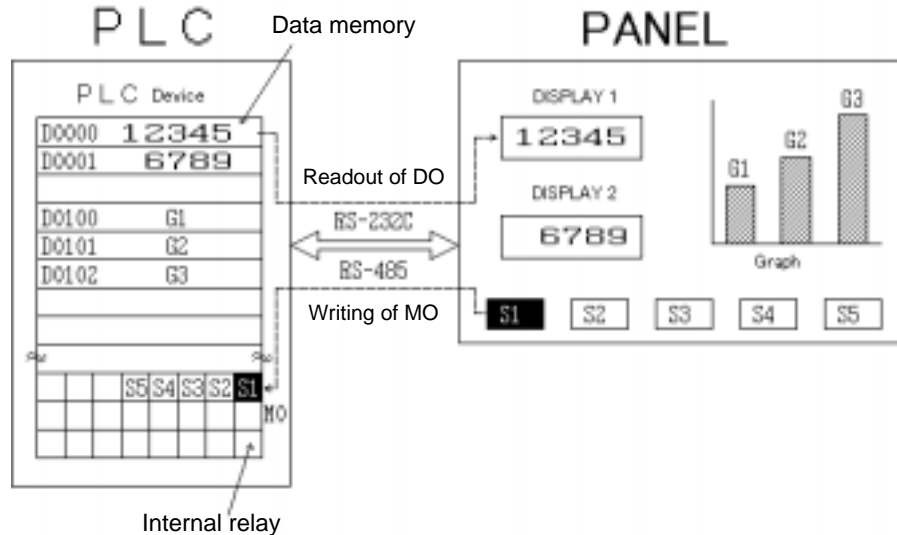 PLC
Data memory
PANEL
PLC Device
D0000 12345
D0001 6789
D0100 G1
D0101 G2
D0102 G3
S5 S4 S3 S2 S1
MO
Internal relay
Readout of DO
RS-232C
RS-485
Writing of MO
DISPLAY 1
12345
DISPLAY 2
6789
G1 G2 G3
Graph
S1 S2 S3 S4 S5